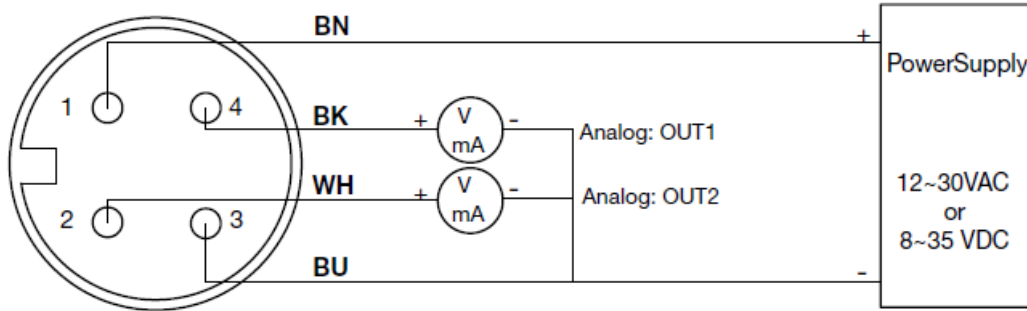 BN
+
PowerSupply
1
4
BK
+
V
mA
-
Analog: OUT1
WH
+
V
mA
-
Analog: OUT2
12~30VAC
or
8~35 VDC
2
3
BU
-